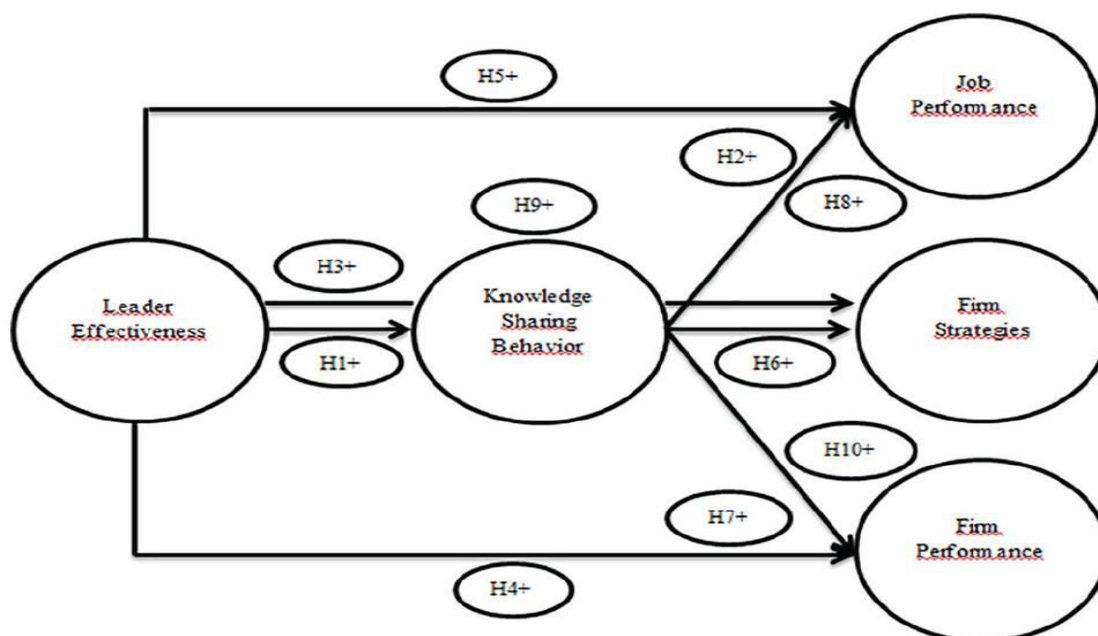 H5+
Job
Performance
H2+
H8+
H9+
H3+
Leader
Effectiveness
Knowledge
Sharing
Behavior
Firm
Strategies
H1+
H6+
H10+
H7+
Firm
Performance
H4+